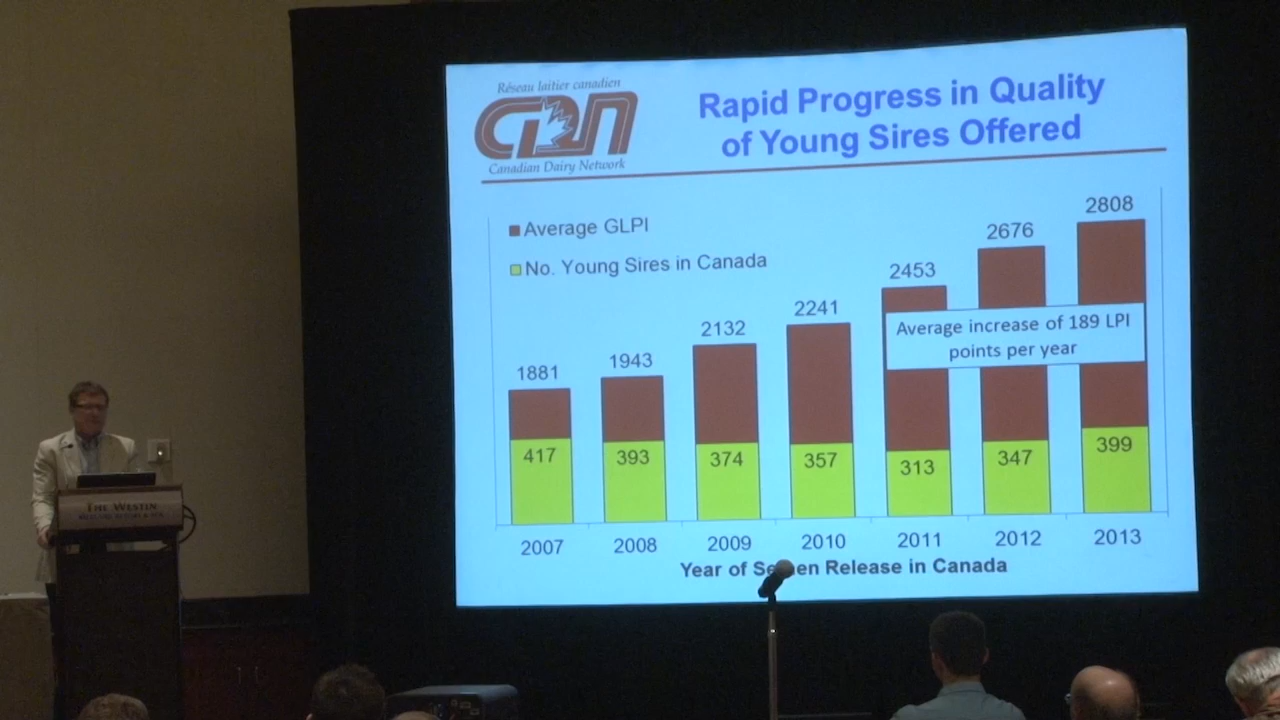 Réseau laitier canadien
CDN
Canadian Dairy Network
Rapid Progress in Quality
of Young Sires Offered
Average GLPI
No. Young Sires in Canada
1881
1943
2132
2241
2453
2676
2808
Average increase of 189 LPI
points per year
417
393
374
357
313
347
399
2007
2008
2009
2010
2011
2012
2013
Year of Semen Release in Canada
THE WESTIN